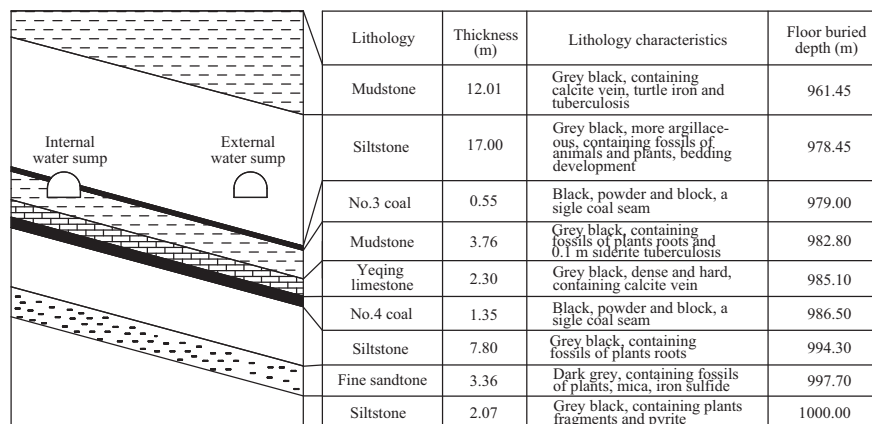 Lithology
Thickness
(m)
Lithology characteristics
Floor buried
depth (m)
Mudstone
12.01
Grey black, containing
calcite vein, turtle iron and
tuberculosis
961.45
Internal
water sump
External
water sump
Siltstone
17.00
Grey black, more argillace-
ous, containing fossils of
animals and plants, bedding
development
978.45
No.3 coal
0.55
Black, powder and block, a
sigle coal seam
979.00
Mudstone
3.76
Grey black, containing
fossils of plants roots and
0.1 m siderite tuberculosis
982.80
Yeqing
limestone
2.30
Grey black, dense and hard,
containing calcite vein
985.10
No.4 coal
1.35
Black, powder and block, a
sigle coal seam
986.50
Siltstone
7.80
Grey black, containing
fossils of plants roots
994.30
Fine sandtone
3.36
Dark grey, containing fossils
of plants, mica, iron sulfide
997.70
Siltstone
2.07
Grey black, containing plants
fragments and pyrite
1000.00